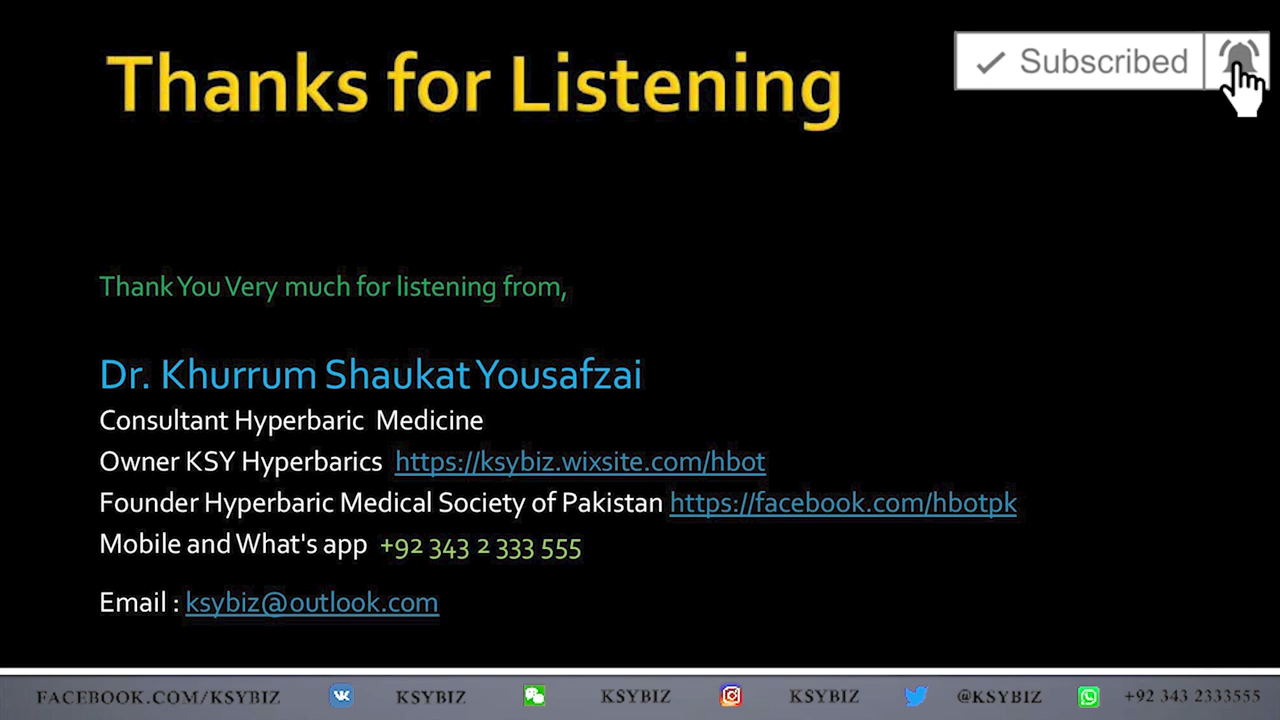 Thanks for Listening
Subscribed
Thank You Very much for listening from,
Dr. Khurrum Shaukat Yousafzai
Consultant Hyperbaric  Medicine
Owner KSY Hyperbarics  https://ksybiz.wixsite.com/hbot
Founder Hyperbaric Medical Society of Pakistan https://facebook.com/hbotpk
Mobile and What's app  +92 343 2 333 555
Email : ksybiz@outlook.com
FACEBOOK.COM/KSYBIZ KSYBIZ KSYBIZ KSYBIZ @KSYBIZ +92 343 2333555